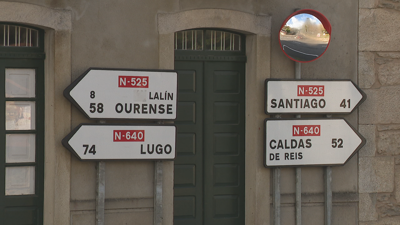 N-525
8 LALÍN
58 OURENSE
N-640
74 LUGO
N-525
SANTIAGO 41
N-640
CALDAS 52
DE REIS